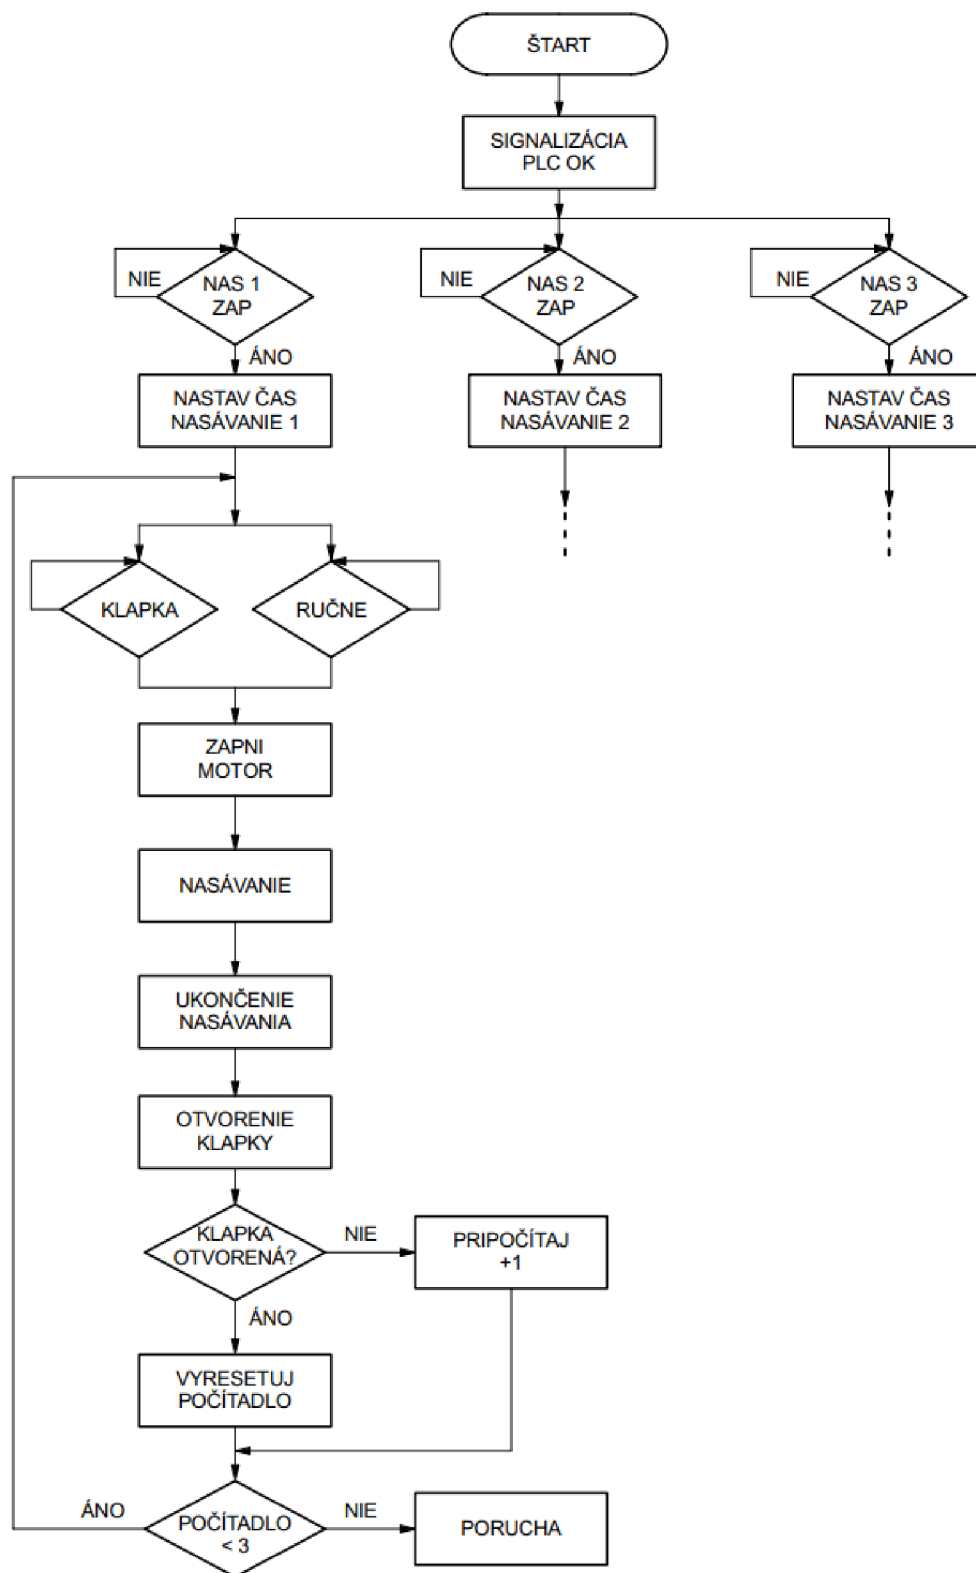 ŠTART
SIGNALIZÁCIA
PLC OK
NIE
NAS 1
ZAP
NIE
NAS 2
ZAP
NIE
NAS 3
ZAP
ÁNO
ÁNO
ÁNO
NASTAV ČAS
NASÁVANIE 1
NASTAV ČAS
NASÁVANIE 2
NASTAV ČAS
NASÁVANIE 3
KLAPKA
RUČNE
ZAPNI
MOTOR
NASÁVANIE
UKONČENIE
NASÁVANIA
OTVORENIE
KLAPKY
KLAPKA
OTVORENÁ?
NIE
PRIPOČÍTAJ
+1
ÁNO
VYRESETUJ
POČÍTADLO
ÁNO
POČÍTADLO
< 3
NIE
PORUCHA